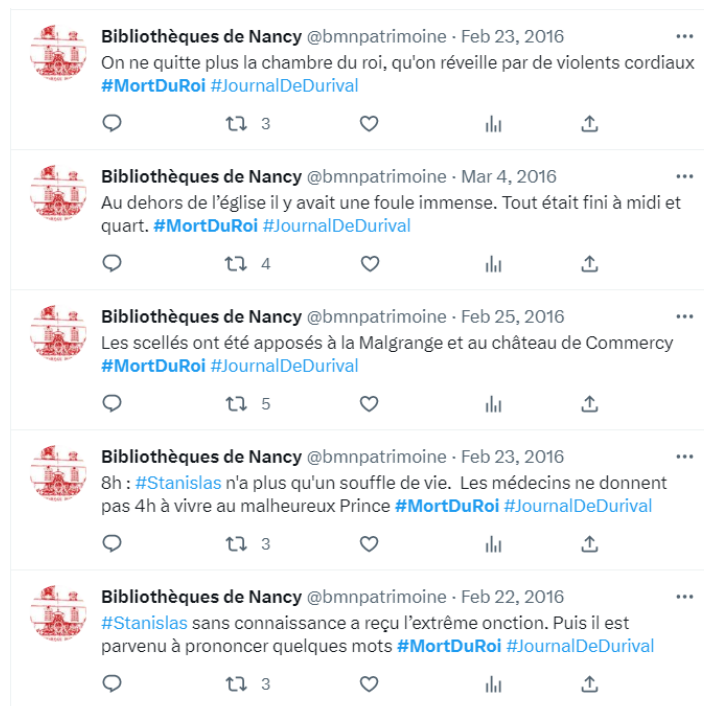 Bibliothèques de Nancy @bmnpatrimoine · Feb 23, 2016
On ne quitte plus la chambre du roi, qu'on réveille par de violents cordiaux
#MortDuRoi #JournalDeDurival
3
Bibliothèques de Nancy @bmnpatrimoine · Mar 4, 2016
Au dehors de l’église il y avait une foule immense. Tout était fini à midi et
quart. #MortDuRoi #JournalDeDurival
4
Bibliothèques de Nancy @bmnpatrimoine · Feb 25, 2016
Les scellés ont été apposés à la Malgrange et au château de Commercy
#MortDuRoi #JournalDeDurival
5
Bibliothèques de Nancy @bmnpatrimoine · Feb 23, 2016
8h : #Stanislas n'a plus qu'un souffle de vie.  Les médecins ne donnent
pas 4h à vivre au malheureux Prince #MortDuRoi #JournalDeDurival
3
Bibliothèques de Nancy @bmnpatrimoine · Feb 22, 2016
#Stanislas sans connaissance a reçu l’extrême onction. Puis il est
parvenu à prononcer quelques mots #MortDuRoi #JournalDeDurival
3